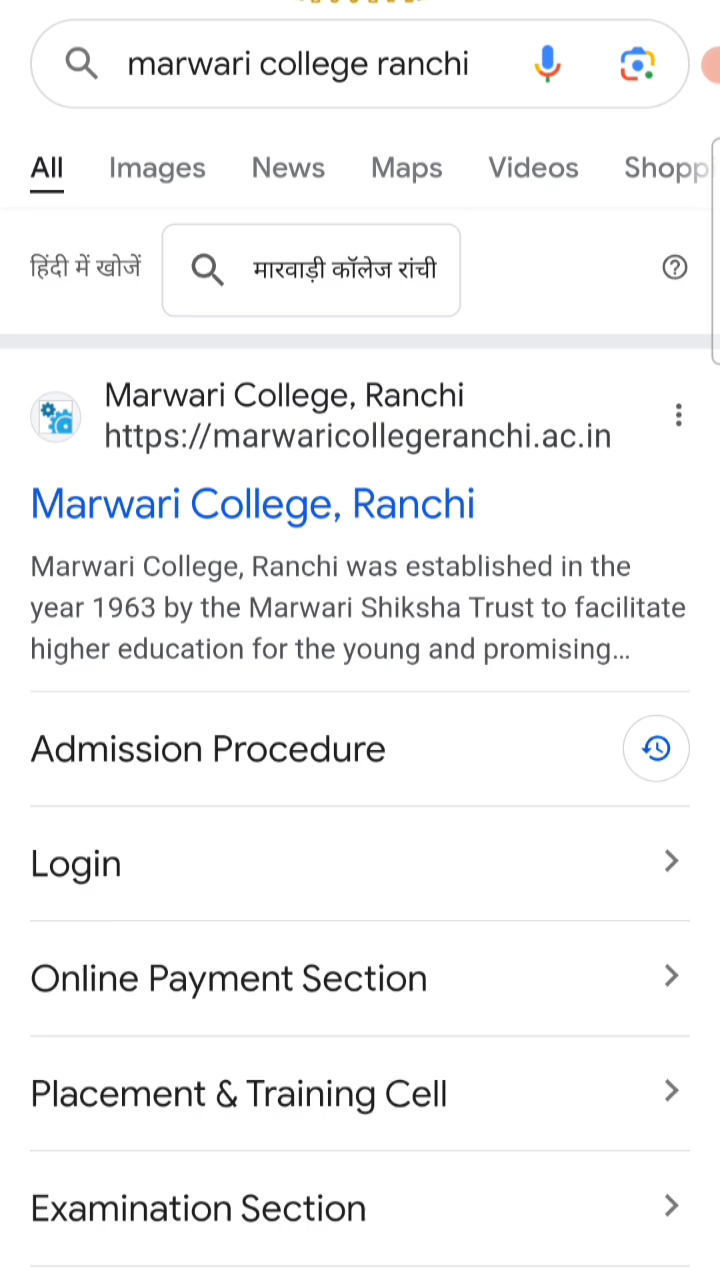 marwari college ranchi
All Images News Maps Videos Shopp
हिंदी में खोजें मारवाड़ी कॉलेज रांची
Marwari College, Ranchi
https://marwaricollegeranchi.ac.in
Marwari College, Ranchi
Marwari College, Ranchi was established in the
year 1963 by the Marwari Shiksha Trust to facilitate
higher education for the young and promising...
Admission Procedure
Login
Online Payment Section
Placement & Training Cell
Examination Section